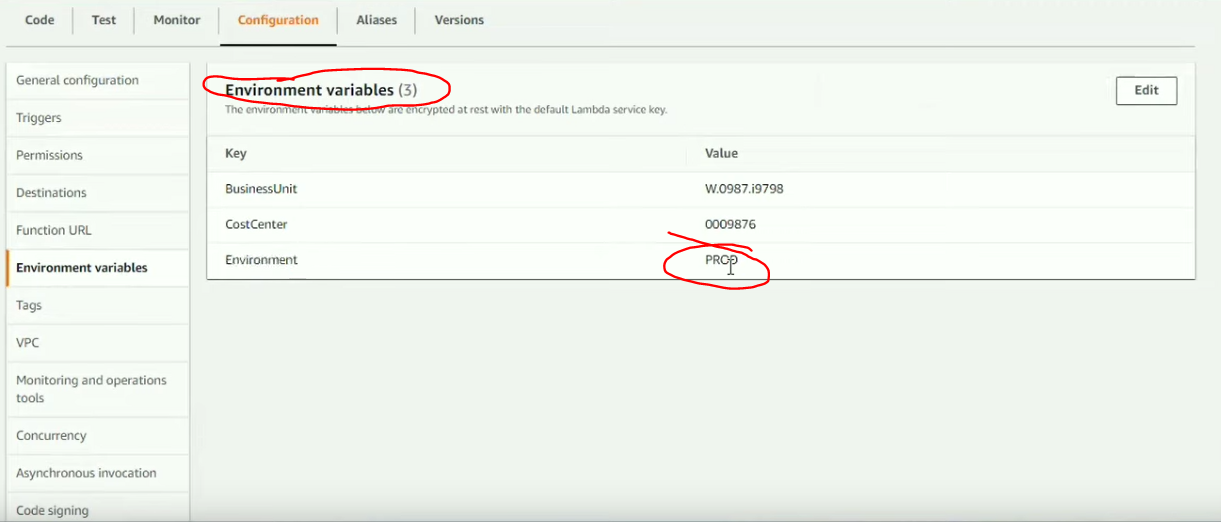 Code Test Monitor Configuration Aliases Versions
General configuration
Triggers
Permissions
Destinations
Function URL
Environment variables
Tags
VPC
Monitoring and operations
tools
Concurrency
Asynchronous invocation
Code signing
Environment variables (3)
Edit
The environment variables below are encrypted at rest with the default Lambda service key.
Key Value
BusinessUnit W.0987.i9798
CostCenter 0009876
Environment PROD